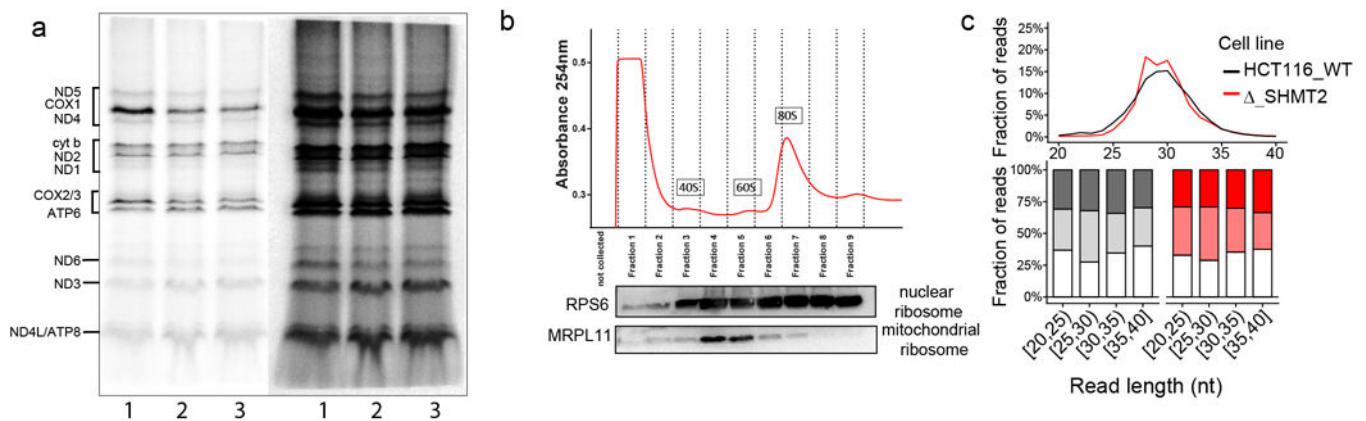 a
ND5
COX1
ND4
cyt b
ND2
ND1
COX2/3
ATP6
ND6
ND3
ND4L/ATP8
1 2 3 1 2 3
b
Absorbance 254nm
0.5
0.4
0.3
40S
60S
80S
not collected
Fraction 1
Fraction 2
Fraction 3
Fraction 4
Fraction 5
Fraction 6
Fraction 7
Fraction 8
Fraction 9
RPS6
nuclear
ribosome
MRPL11
mitochondrial
ribosome
c
Fraction of reads
25%
20%
15%
10%
5%
0%
20 25 30 35 40
Cell line
HCT116_WT
Δ_SHMT2
Fraction of reads
100%
75%
50%
25%
0%
[20,25)
[25,30)
[30,35)
[35,40]
[20,25)
[25,30)
[30,35)
[35,40]
Read length (nt)